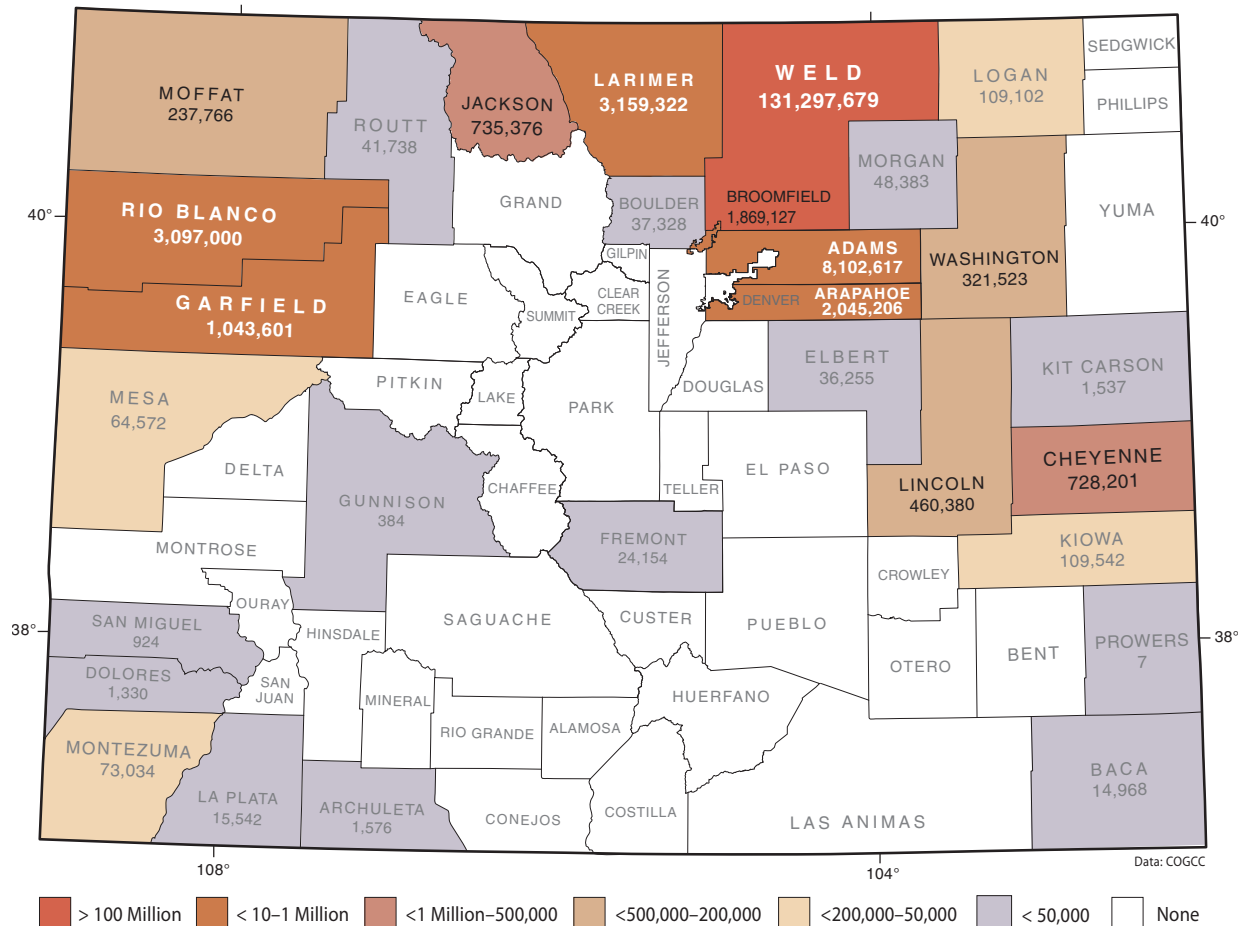 MOFFAT
237,766
ROUTT
41,738
JACKSON
735,376
LARIMER
3,159,322
WELD
131,297,679
LOGAN
109,102
SEDGWICK
PHILLIPS
MORGAN
48,383
YUMA
40°
RIO BLANCO
3,097,000
GRAND
BOULDER
37,328
BROOMFIELD
1,869,127
40°
GILPIN
ADAMS
8,102,617
WASHINGTON
321,523
GARFIELD
1,043,601
EAGLE
SUMMIT
CLEAR
CREEK
JEFFERSON
DENVER
ARAPAHOE
2,045,206
MESA
64,572
PITKIN
LAKE
PARK
DOUGLAS
ELBERT
36,255
KIT CARSON
1,537
DELTA
GUNNISON
384
CHAFFEE
TELLER
EL PASO
LINCOLN
460,380
CHEYENNE
728,201
MONTROSE
FREMONT
24,154
KIOWA
109,542
CROWLEY
OURAY
HINSDALE
SAGUACHE
CUSTER
PUEBLO
38°
SAN MIGUEL
924
DOLORES
1,330
SAN
JUAN
MINERAL
RIO GRANDE
ALAMOSA
HUERFANO
OTERO
BENT
PROWERS
7
38°
MONTEZUMA
73,034
LA PLATA
15,542
ARCHULETA
1,576
CONEJOS
COSTILLA
LAS ANIMAS
BACA
14,968
Data: COGCC
108°
104°
> 100 Million
< 10–1 Million
<1 Million–500,000
<500,000–200,000
<200,000–50,000
< 50,000
None